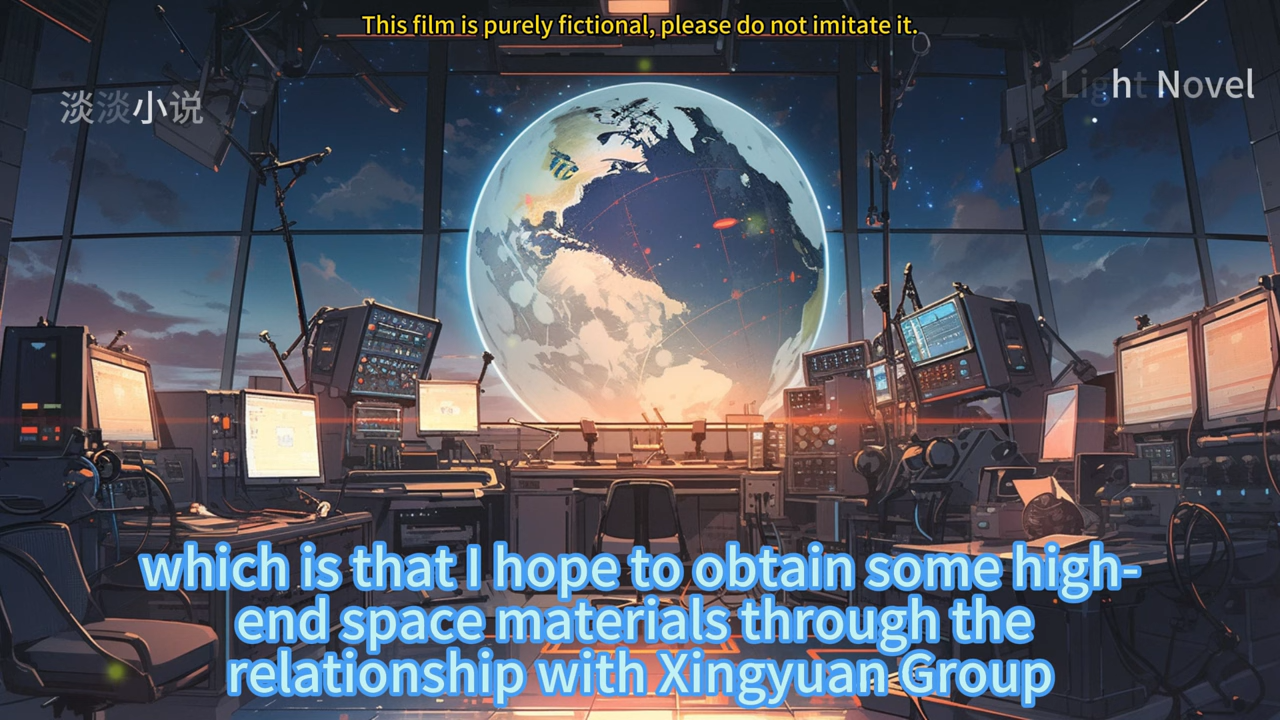 This film is purely fictional, please do not imitate it.
淡淡小说
Light Novel
which is that I hope to obtain some high-
end space materials through the
relationship with Xingyuan Group